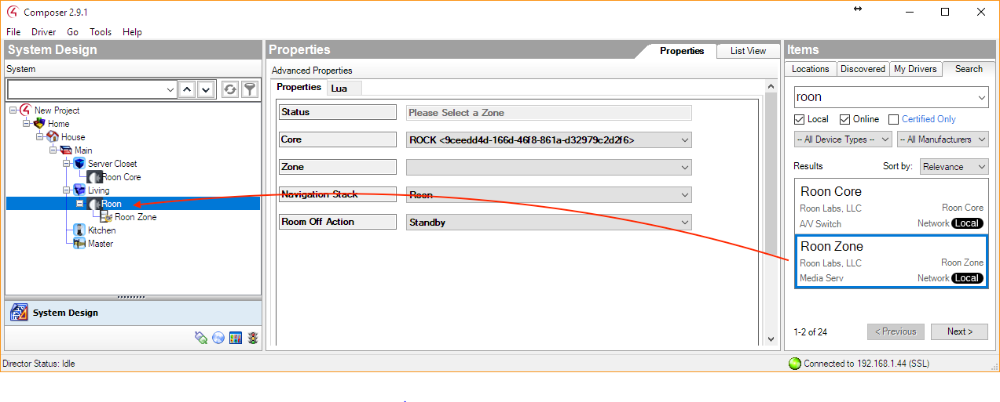 Composer 2.9.1
File Driver Go Tools Help
System Design
System
New Project
Home
House
Main
Server Closet
Roon Core
Living
Roon
Roon Zone
Kitchen
Master
System Design
Properties
Properties List View
Advanced Properties
Properties Lua
Status Please Select a Zone
Core ROCK <9ceedd4d-166d-46f8-861a-d32979c2d2f6>
Zone
Navigation Stack Roon
Room Off Action Standby
Items
Locations Discovered My Drivers Search
roon
Local Online Certified Only
-- All Device Types -- -- All Manufacturers --
Results Sort by: Relevance
Roon Core
Roon Labs, LLC Roon Core
A/V Switch Network Local
Roon Zone
Roon Labs, LLC Roon Zone
Media Serv Network Local
1-2 of 24 < Previous Next >
Director Status: Idle
Connected to 192.168.1.44 (SSL)